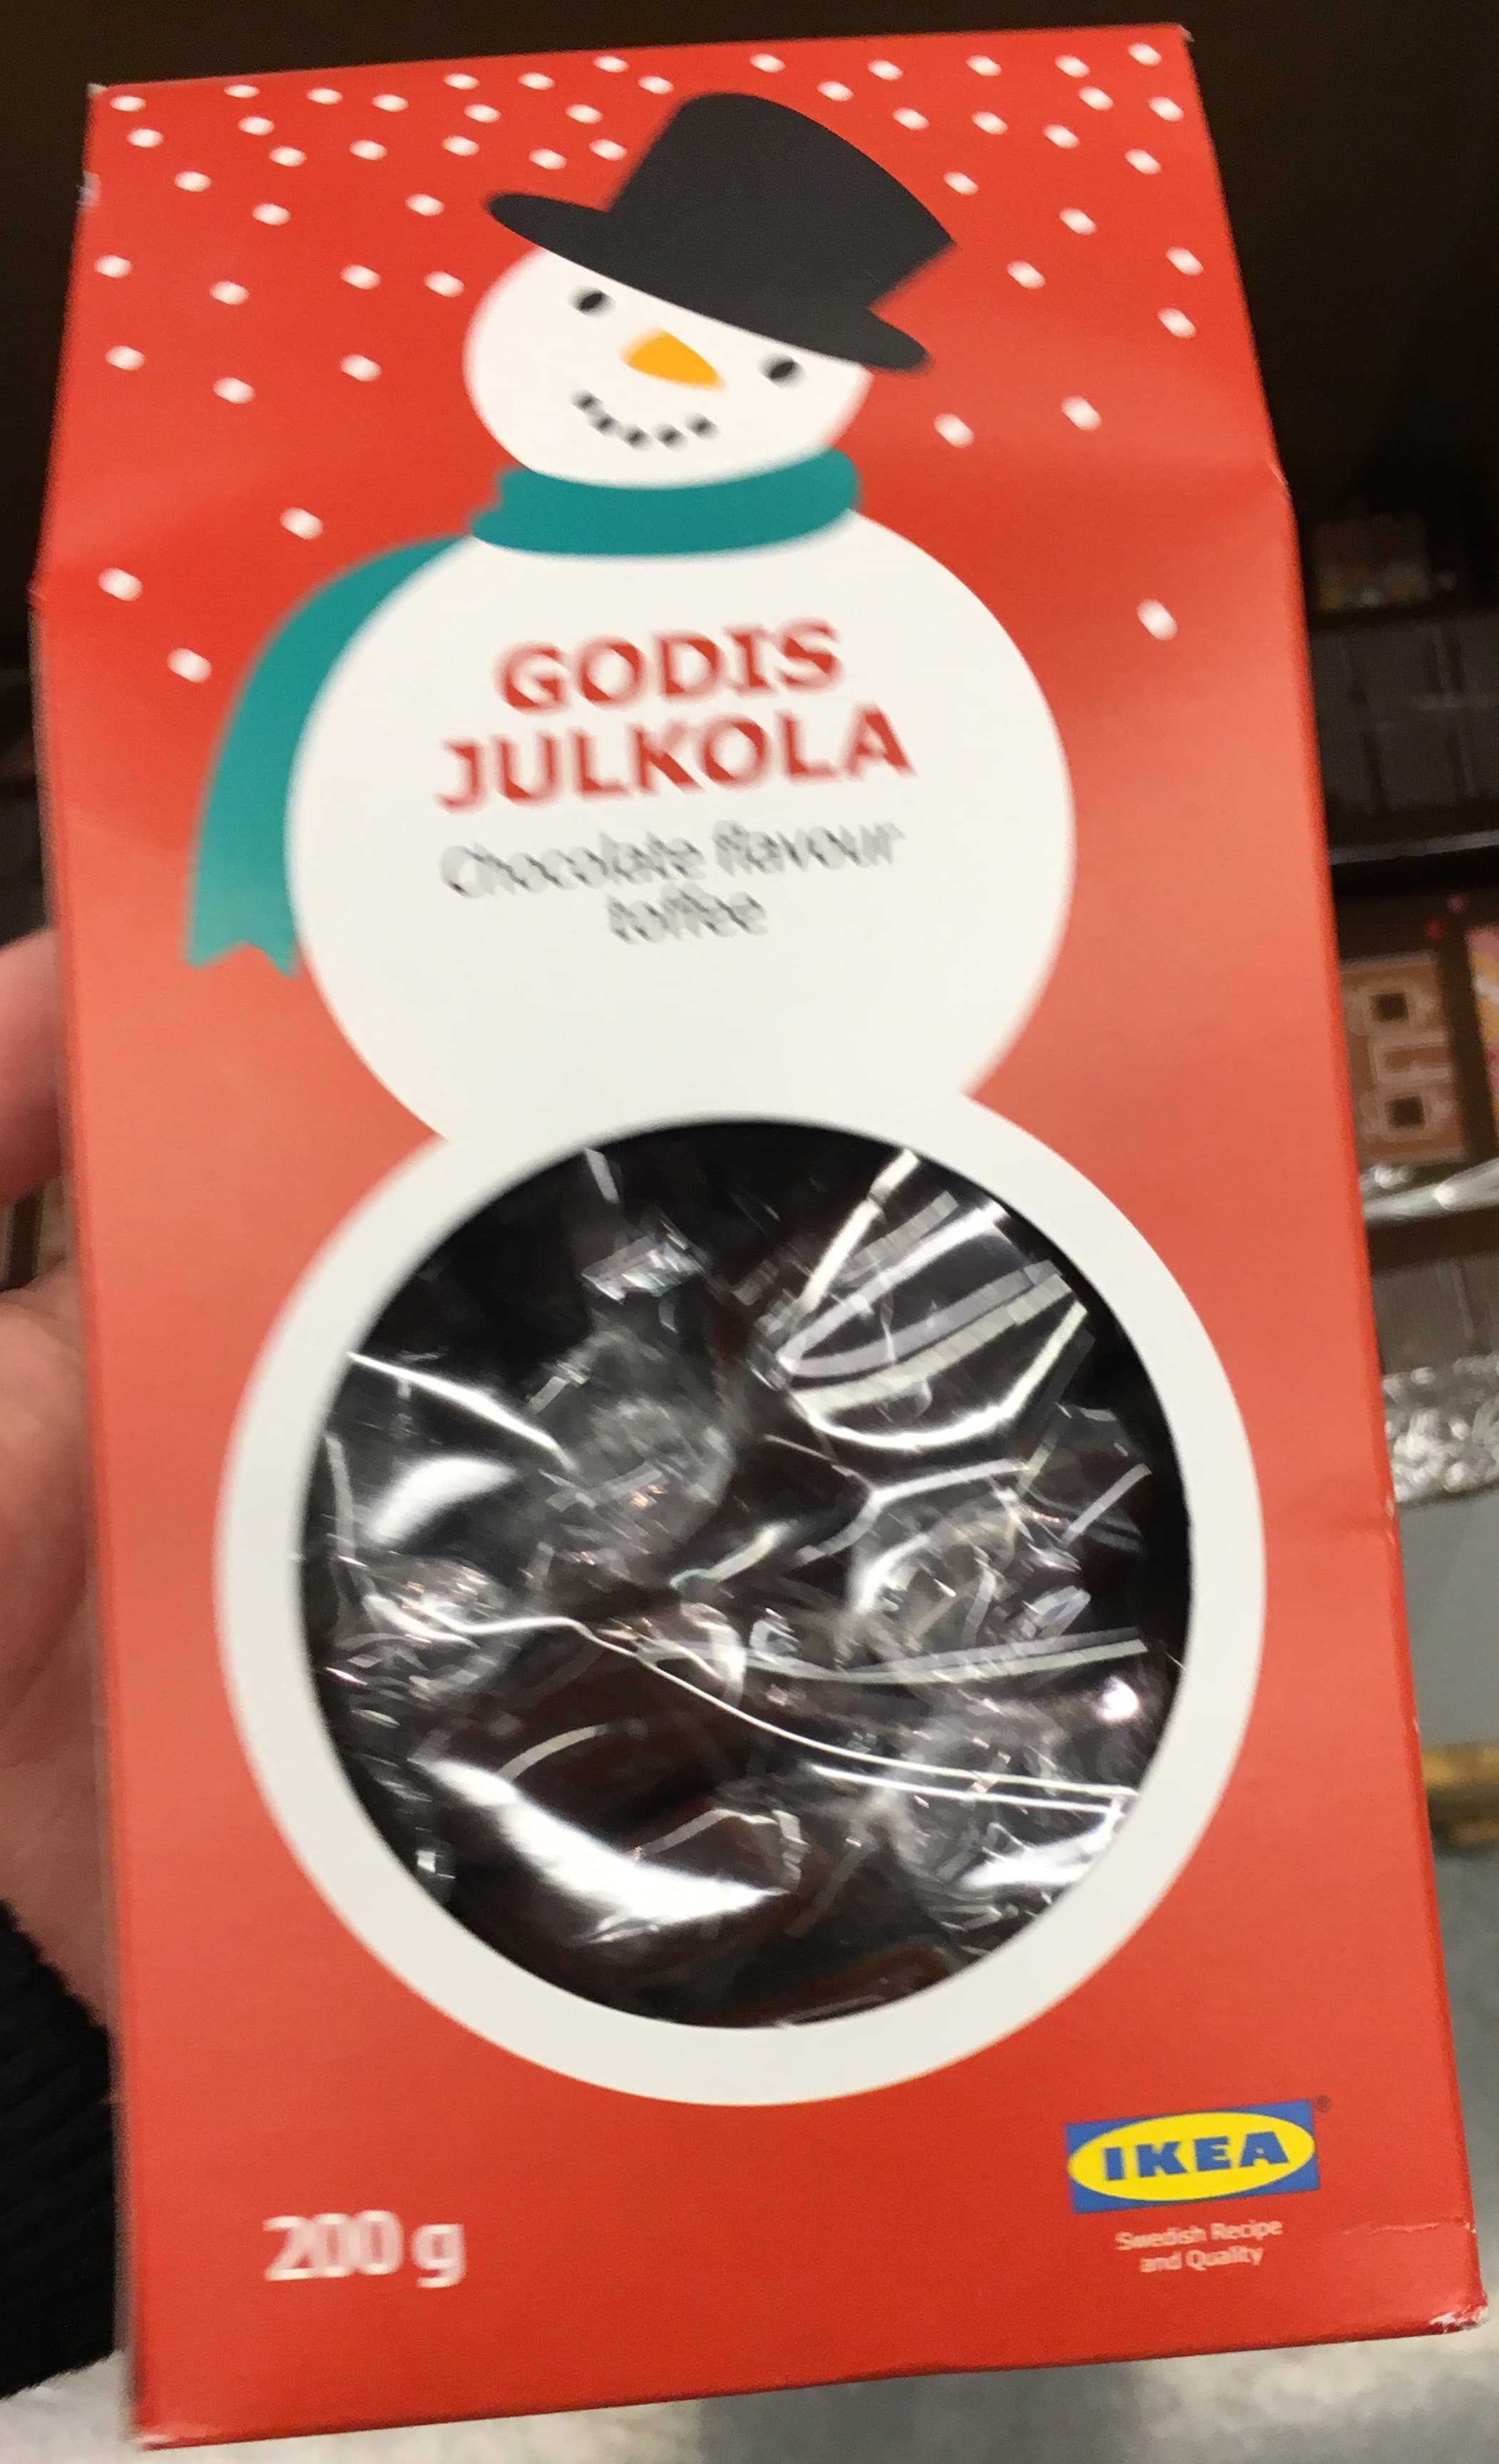 GODIS
JULKOLA
Chocolate flavour
toffee
200 g
IKEA
Swedish Recipe
and Quality